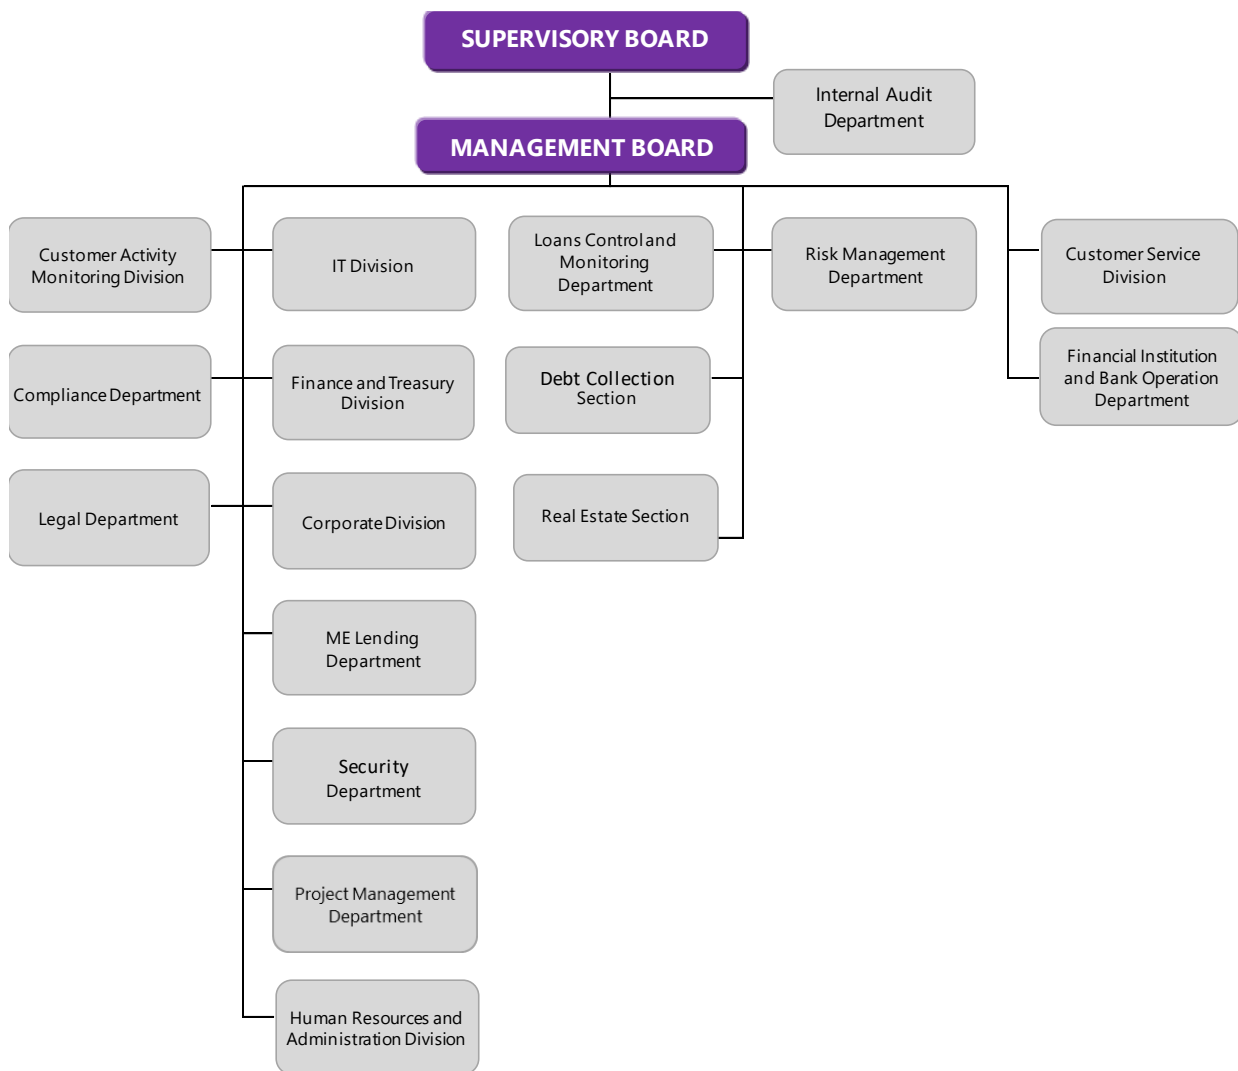 SUPERVISORY BOARD
Internal Audit
Department
MANAGEMENT BOARD
Customer Activity
Monitoring Division
IT Division
Loans Control and
Monitoring
Department
Risk Management
Department
Customer Service
Division
Compliance Department
Finance and Treasury
Division
Debt Collection
Section
Financial Institution
and Bank Operation
Department
Legal Department
Corporate Division
Real Estate Section
ME Lending
Department
Security
Department
Project Management
Department
Human Resources and
Administration Division